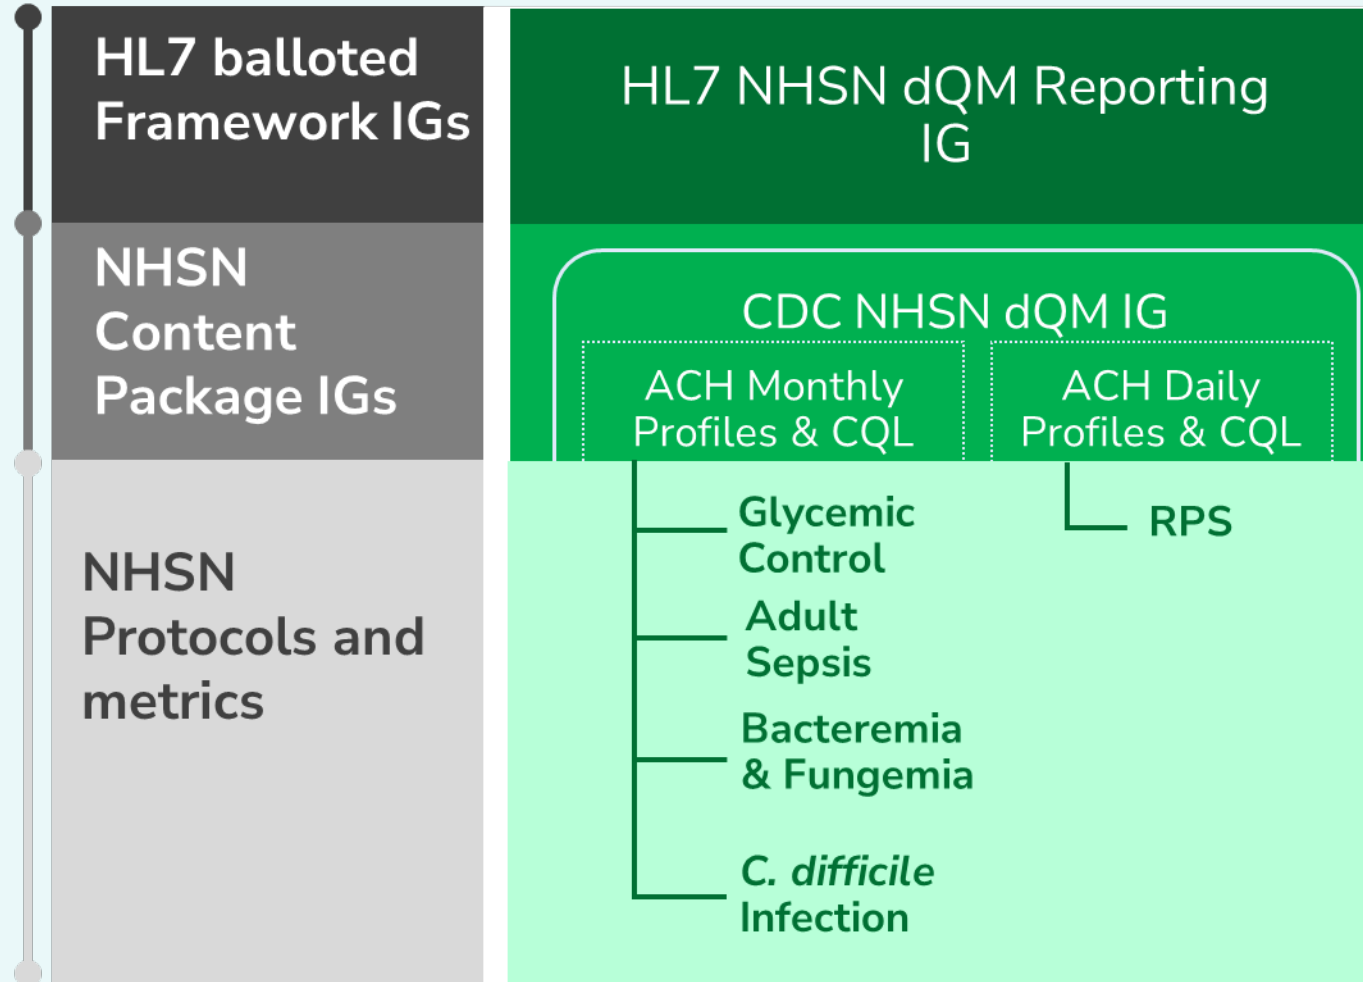 HL7 balloted
Framework IGs
HL7 NHSN dQM Reporting
IG
NHSN
Content
Package IGs
CDC NHSN dQM IG
ACH Monthly
Profiles & CQL
ACH Daily
Profiles & CQL
NHSN
Protocols and
metrics
Glycemic
Control
Adult
Sepsis
Bacteremia
& Fungemia
C. difficile
Infection
RPS